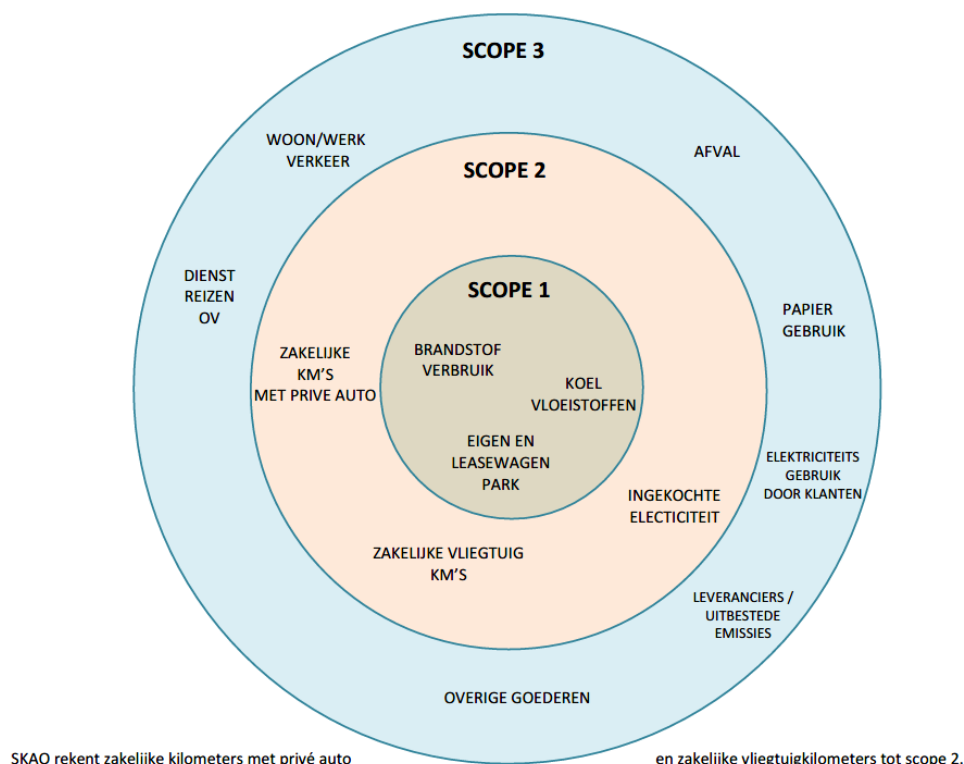 SCOPE 3
WOON/WERK
VERKEER
AFVAL
DIENST
REIZEN
OV
PAPIER
GEBRUIK
ELEKTRICITEITS
GEBRUIK
DOOR KLANTEN
LEVERANCIERS /
UITBESTEDE
EMISSIES
OVERIGE GOEDEREN
SCOPE 2
ZAKELIJKE
KM'S
MET PRIVE AUTO
INGEKOCHTE
ELECTICITEIT
ZAKELIJKE VLIEGTUIG
KM'S
SCOPE 1
BRANDSTOF
VERBRUIK
KOEL
VLOEISTOFFEN
EIGEN EN
LEASEWAGEN
PARK
SKAO rekent zakelijke kilometers met privé auto en zakelijke vliegtuigkilometers tot scope 2.